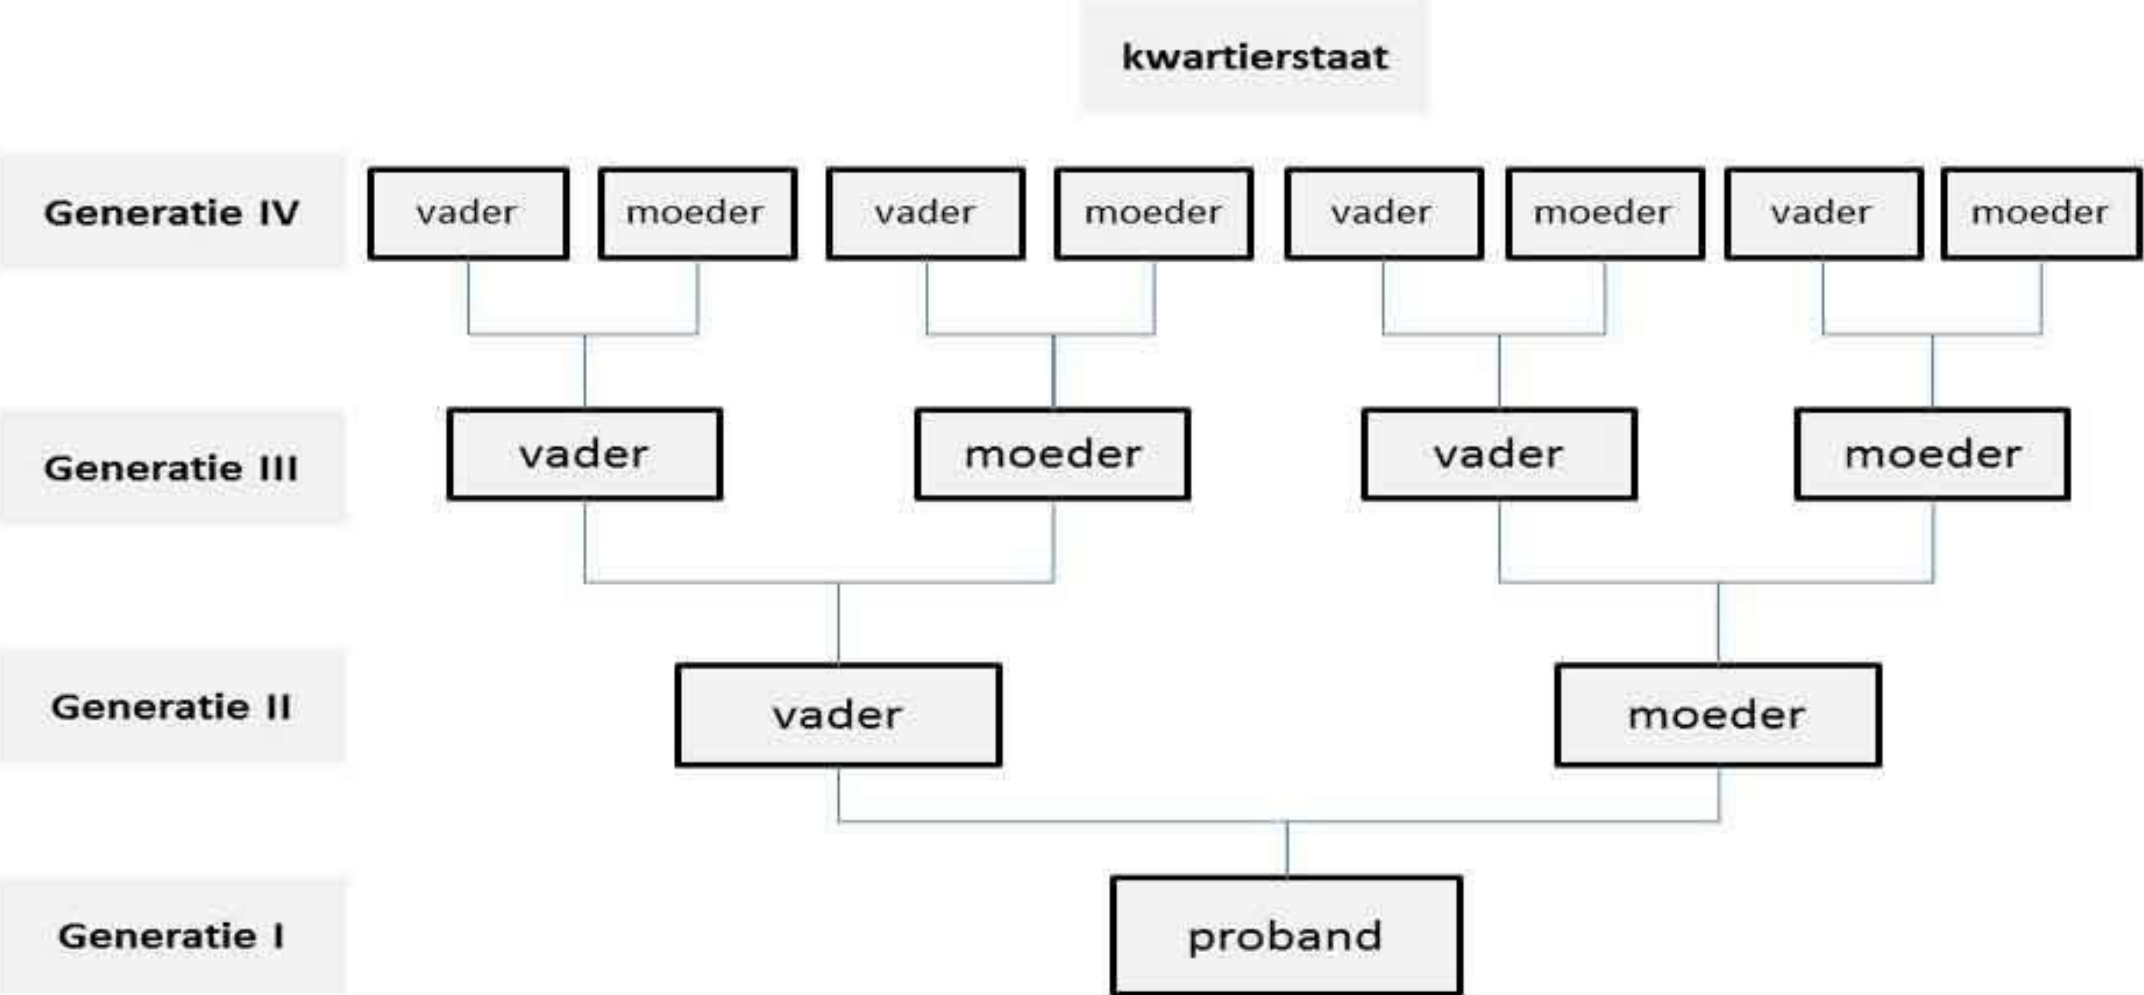 kwartierstaat
Generatie IV vader moeder vader moeder vader moeder vader moeder
Generatie III vader moeder vader moeder
Generatie II vader moeder
Generatie I proband